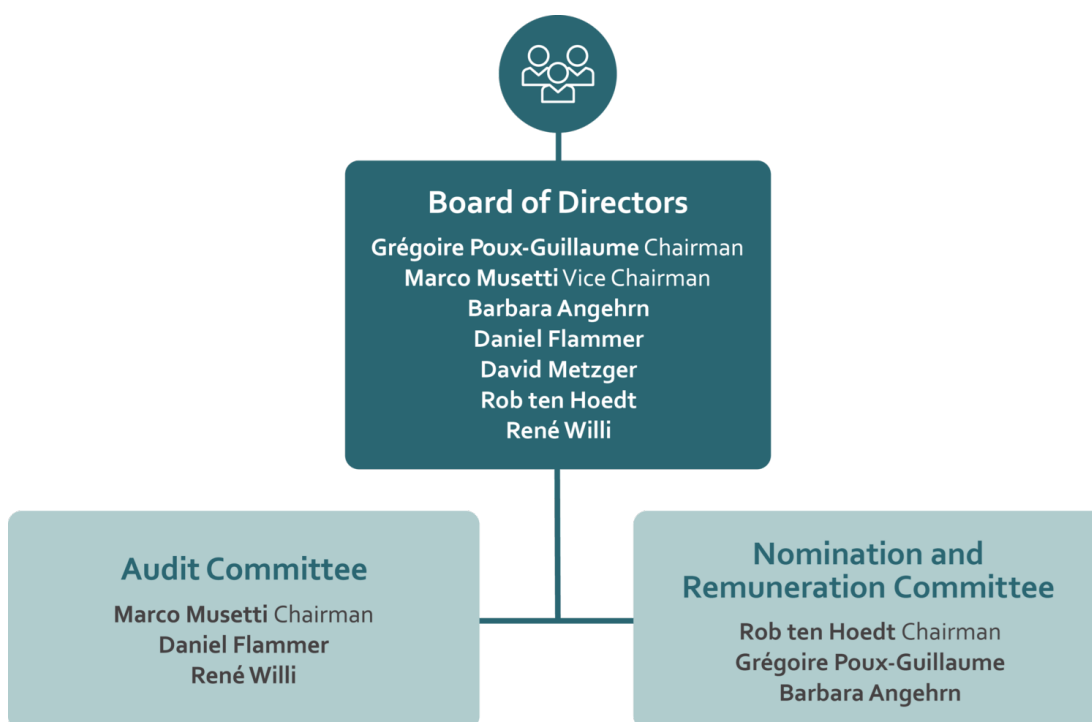 Board of Directors
Grégoire Poux-Guillaume Chairman
Marco Musetti Vice Chairman
Barbara Angehrn
Daniel Flammer
David Metzger
Rob ten Hoedt
René Willi
Audit Committee
Marco Musetti Chairman
Daniel Flammer
René Willi
Nomination and
Remuneration Committee
Rob ten Hoedt Chairman
Grégoire Poux-Guillaume
Barbara Angehrn